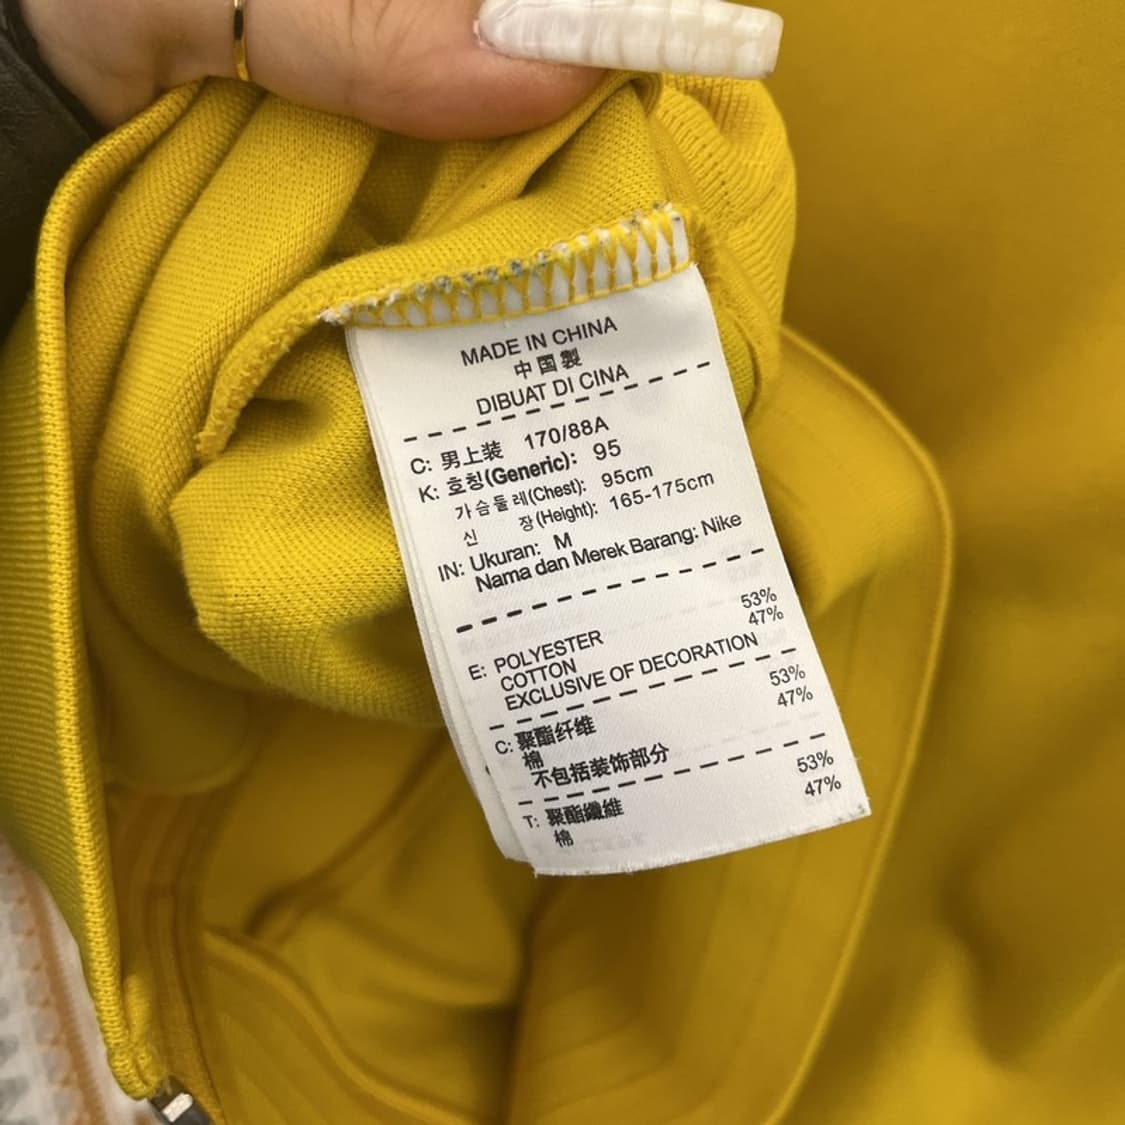 MADE IN CHINA
中国製
DIBUAT DI CINA
C: 男上装 170/88A
K: 호칭(Generic): 95
가슴둘레(Chest): 95cm
신 장(Height): 165-175cm
IN: Ukuran: M
Nama dan Merek Barang: Nike
53%
47%
E: POLYESTER
COTTON
EXCLUSIVE OF DECORATION
53%
47%
C: 聚酯纤维
棉
不包括装饰部分
53%
47%
T: 聚酯纖維
棉